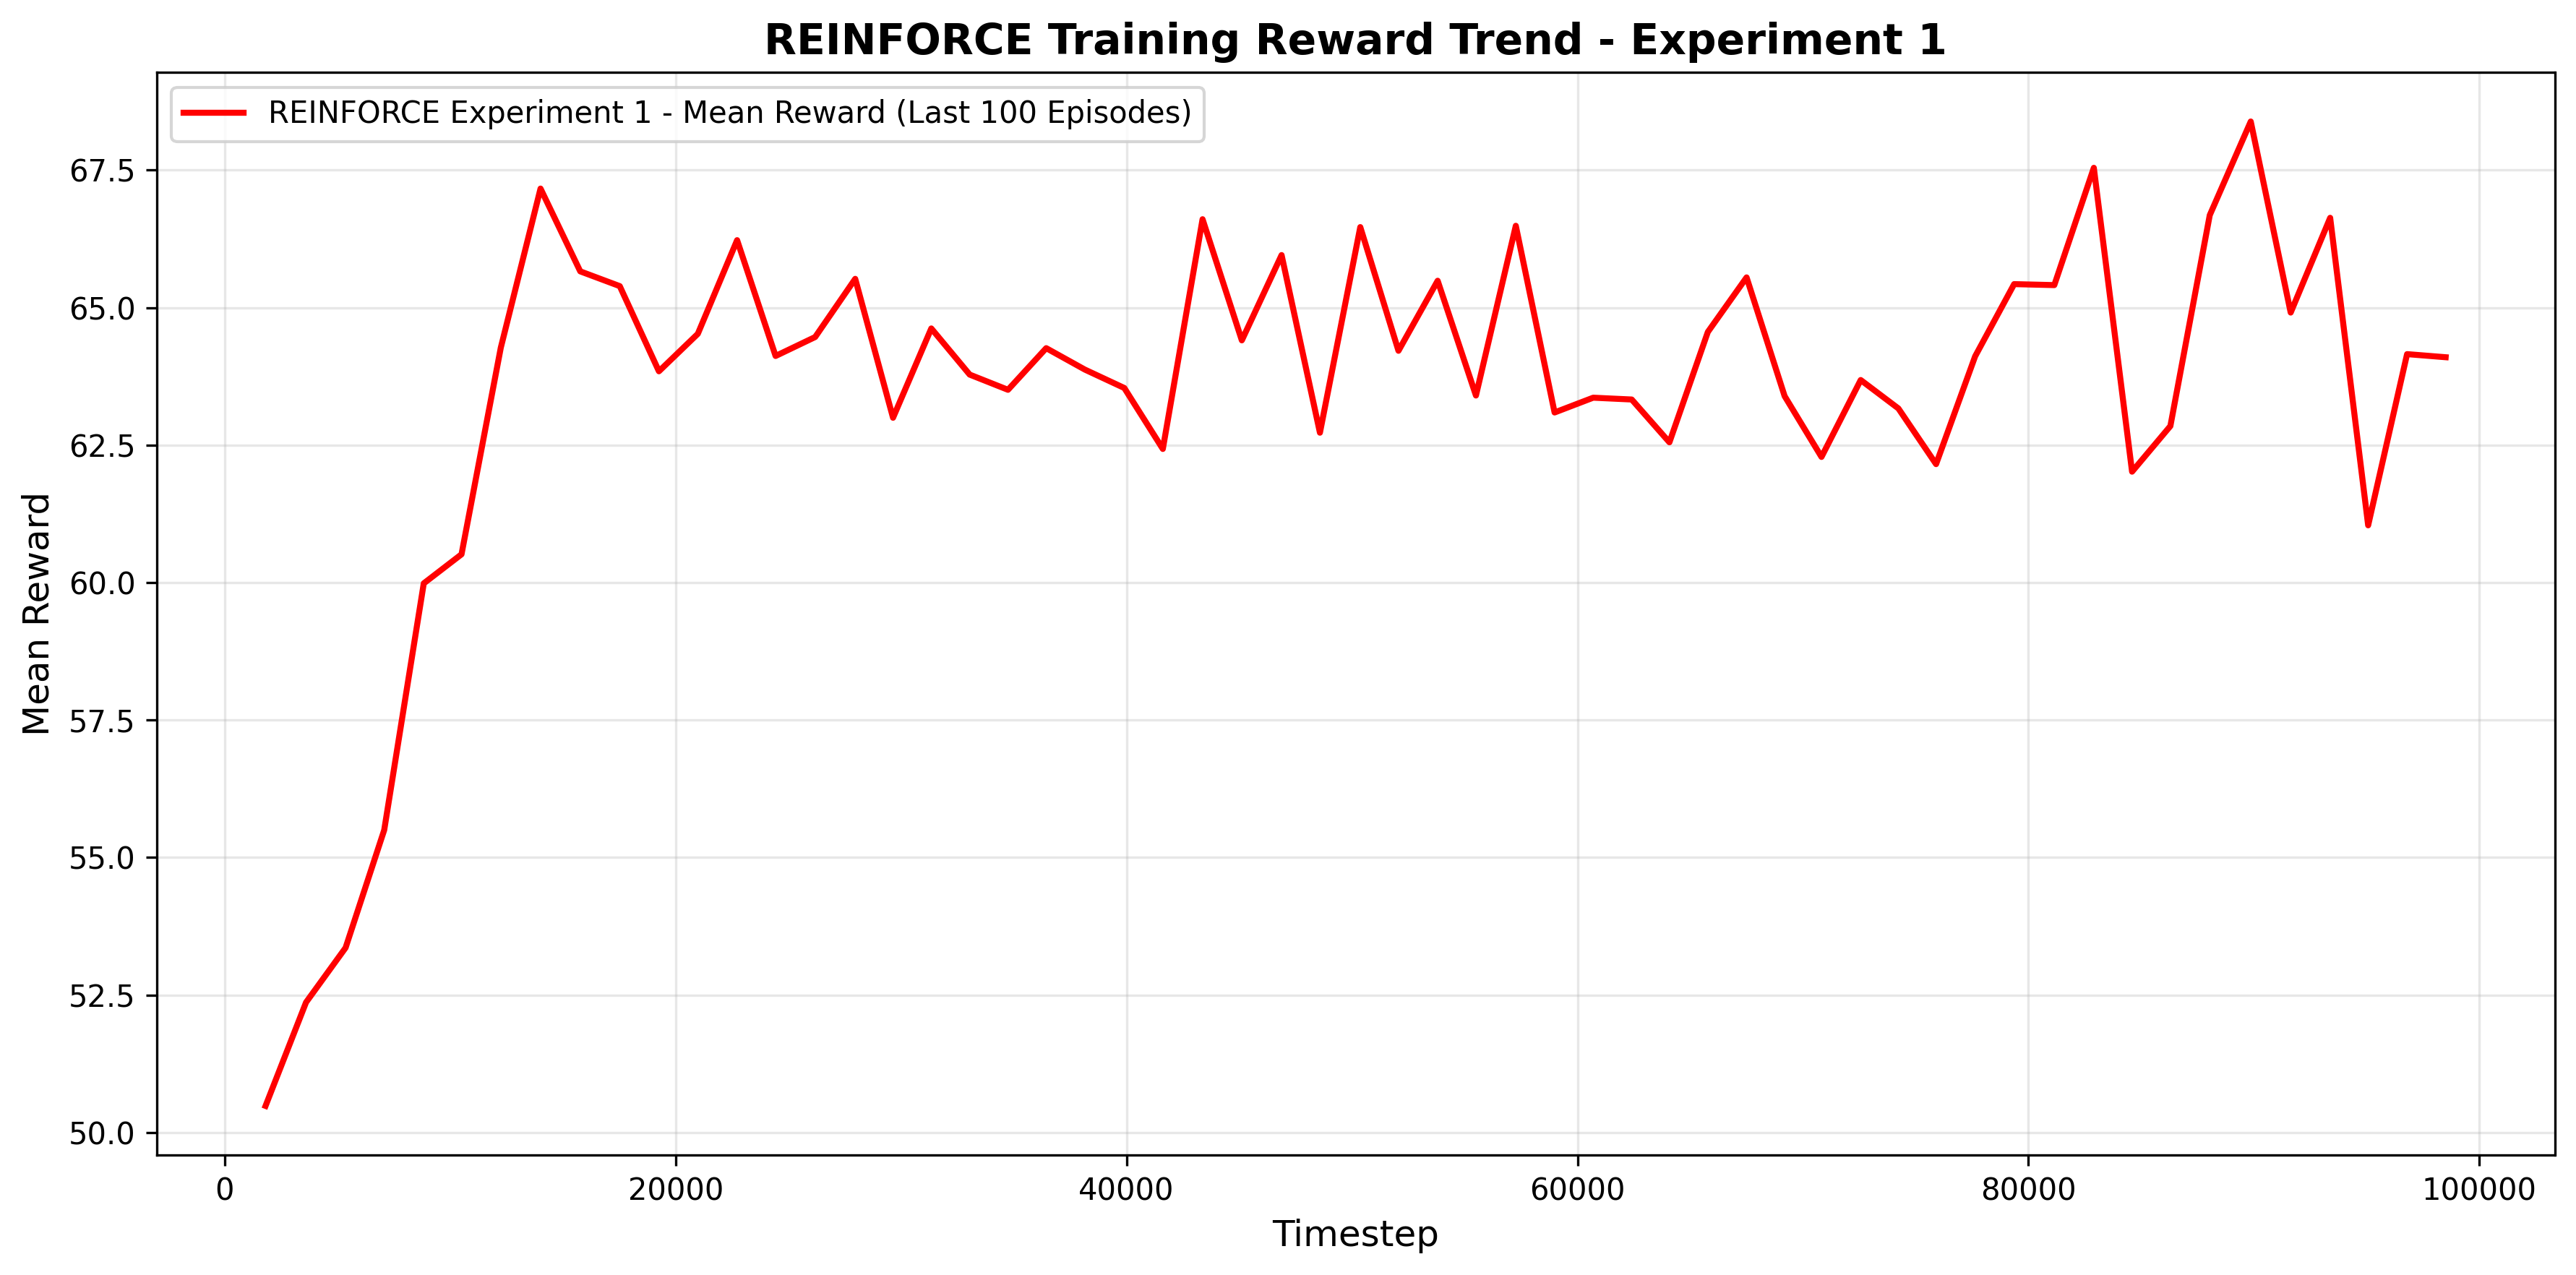 REINFORCE Training Reward Trend - Experiment 1
REINFORCE Experiment 1 - Mean Reward (Last 100 Episodes)
67.5
65.0
62.5
60.0
57.5
55.0
52.5
50.0
Mean Reward
0 20000 40000 60000 80000 100000
Timestep